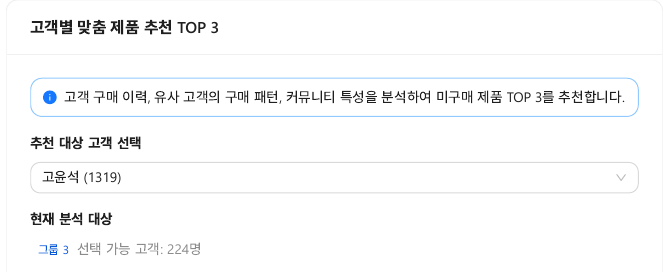 고객별 맞춤 제품 추천 TOP 3
고객 구매 이력, 유사 고객의 구매 패턴, 커뮤니티 특성을 분석하여 미구매 제품 TOP 3를 추천합니다.
추천 대상 고객 선택
고윤석 (1319)
현재 분석 대상
그룹 3 선택 가능 고객: 224명